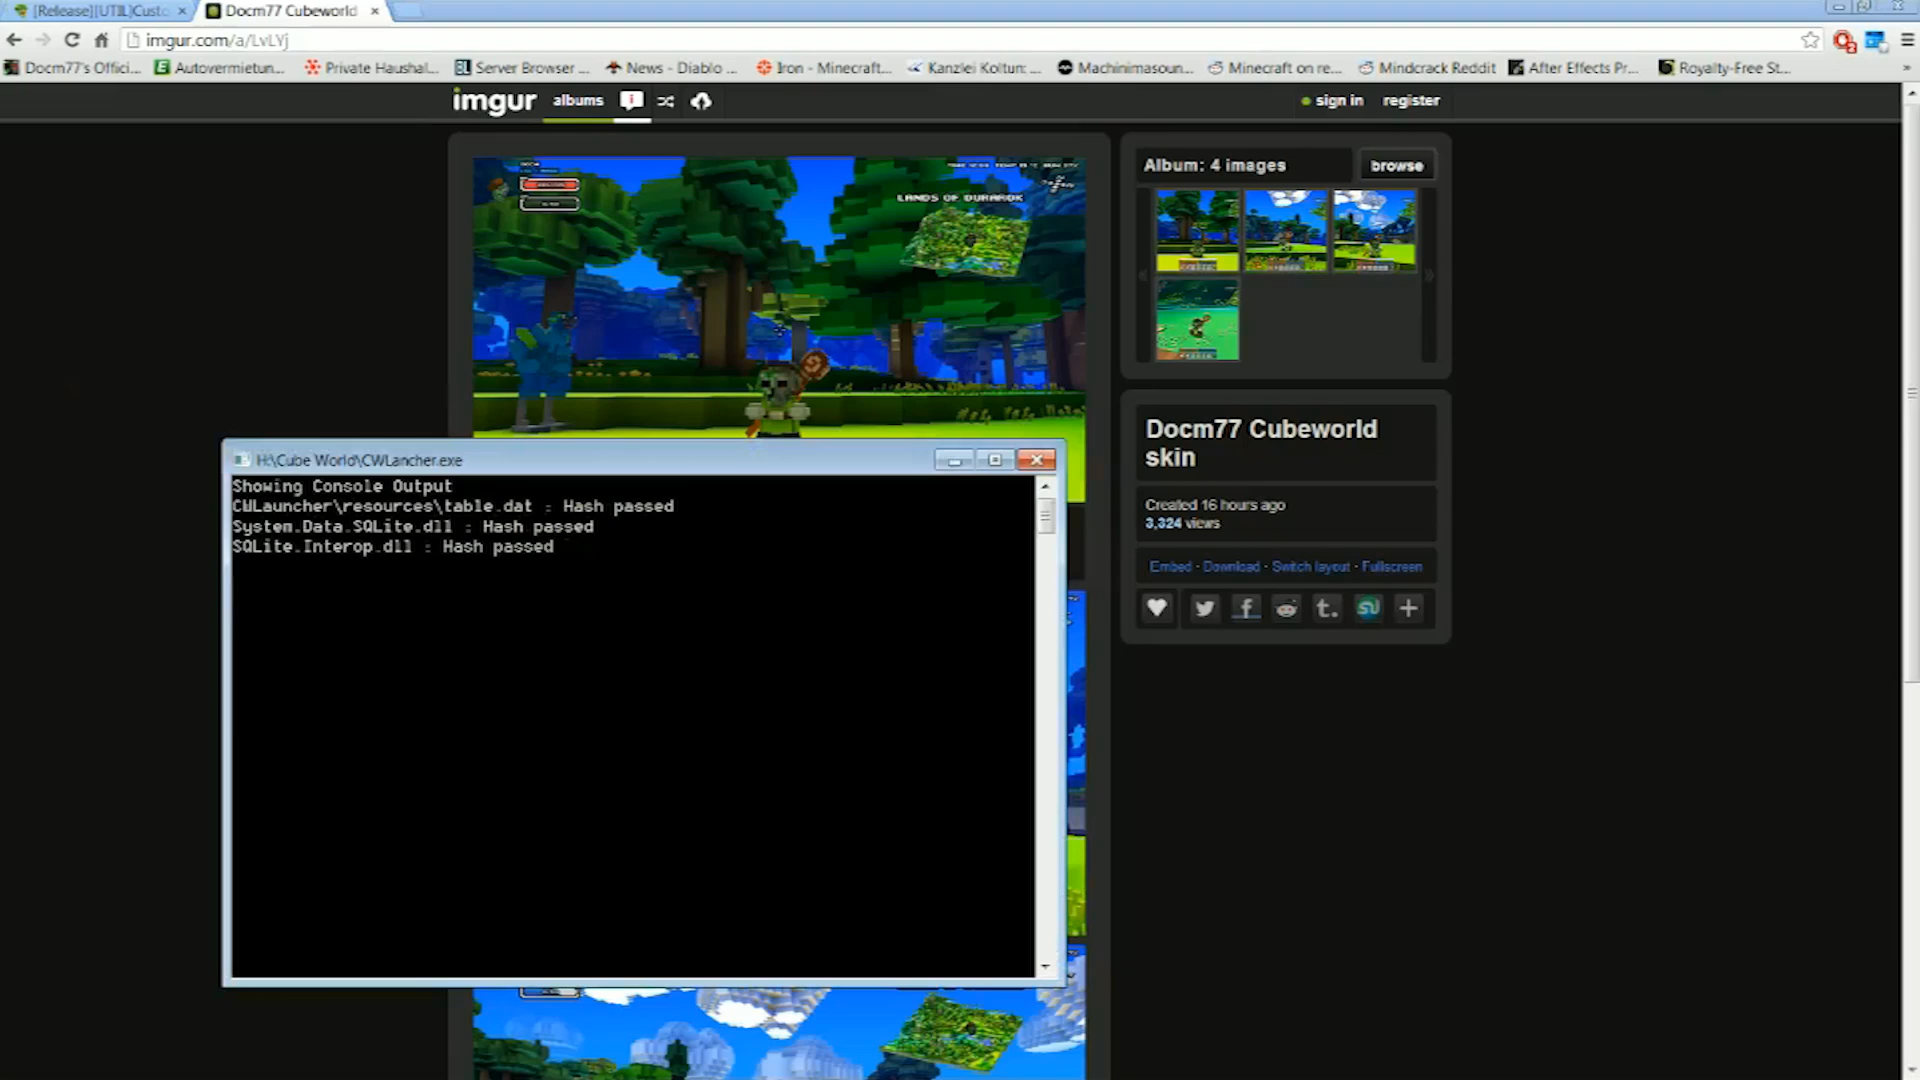 [Release][UTIL]Custo
Docm77 Cubeworld
imgur.com/a/LvLYj
Docm77's Offici...
Autovermietun...
Private Haushal...
Server Browser ...
News - Diablo ...
Iron - Minecraft...
Kanzlei Koltun: ...
Machinimasoun...
Minecraft on re...
Mindcrack Reddit
After Effects Pr...
Royalty-Free St...
imgur
albums
sign in
register
LANDS OF DURAROK
Album: 4 images
browse
Docm77 Cubeworld
skin
Created 16 hours ago
3,324 views
Embed · Download · Switch layout · Fullscreen
H:\Cube World\CWLancher.exe
Showing Console Output
CWLauncher\resources\table.dat : Hash passed
System.Data.SQLite.dll : Hash passed
SQLite.Interop.dll : Hash passed